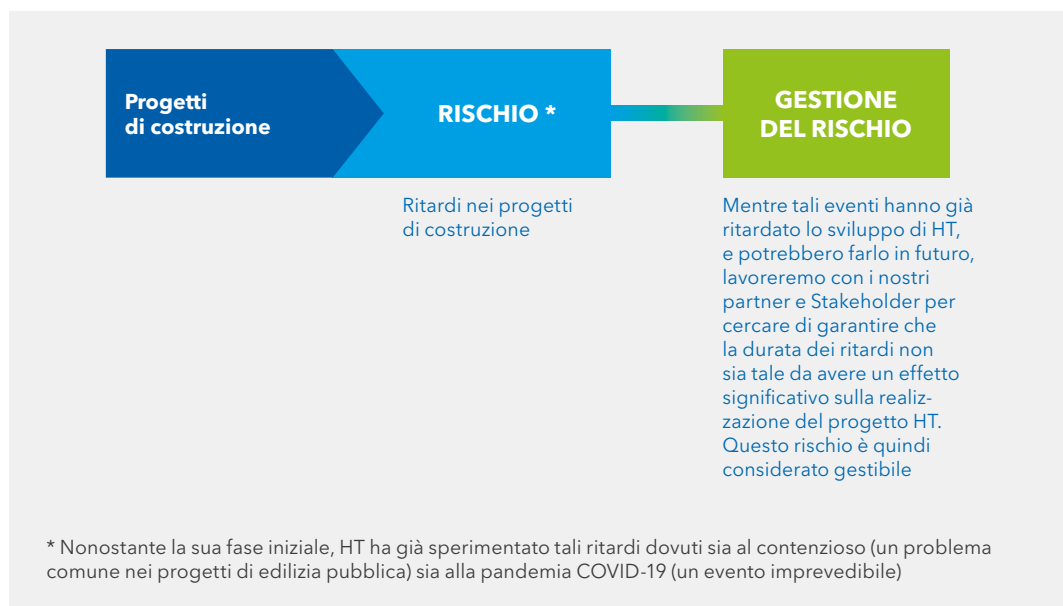 Progetti
di costruzione
RISCHIO *
GESTIONE
DEL RISCHIO
Ritardi nei progetti
di costruzione
Mentre tali eventi hanno già
ritardato lo sviluppo di HT,
e potrebbero farlo in futuro,
lavoreremo con i nostri
partner e Stakeholder per
cercare di garantire che
la durata dei ritardi non
sia tale da avere un effetto
significativo sulla realiz-
zazione del progetto HT.
Questo rischio è quindi
considerato gestibile
* Nonostante la sua fase iniziale, HT ha già sperimentato tali ritardi dovuti sia al contenzioso (un problema
comune nei progetti di edilizia pubblica) sia alla pandemia COVID-19 (un evento imprevedibile)